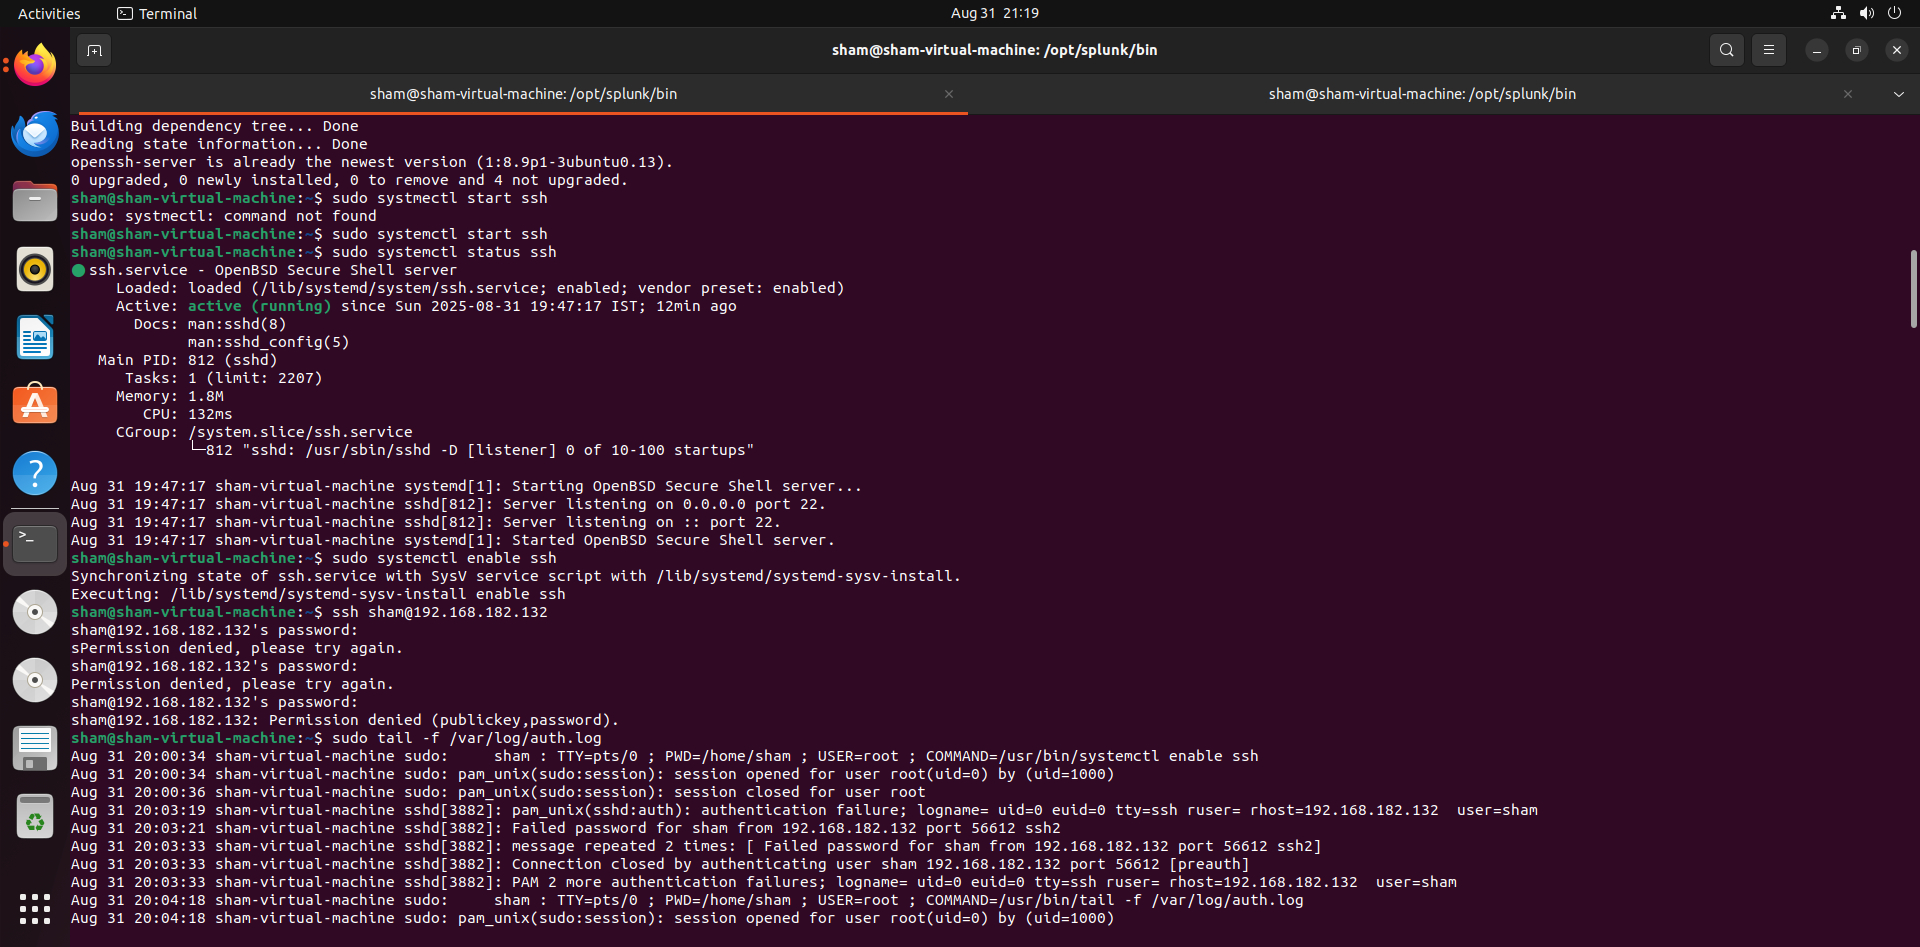 Activities
Terminal
Aug 31 21:19
sham@sham-virtual-machine: /opt/splunk/bin
sham@sham-virtual-machine: /opt/splunk/bin
sham@sham-virtual-machine: /opt/splunk/bin
Building dependency tree... Done
Reading state information... Done
openssh-server is already the newest version (1:8.9p1-3ubuntu0.13).
0 upgraded, 0 newly installed, 0 to remove and 4 not upgraded.
sham@sham-virtual-machine:~$ sudo systmectl start ssh
sudo: systmectl: command not found
sham@sham-virtual-machine:~$ sudo systemctl start ssh
sham@sham-virtual-machine:~$ sudo systemctl status ssh
● ssh.service - OpenBSD Secure Shell server
     Loaded: loaded (/lib/systemd/system/ssh.service; enabled; vendor preset: enabled)
     Active: active (running) since Sun 2025-08-31 19:47:17 IST; 12min ago
       Docs: man:sshd(8)
             man:sshd_config(5)
   Main PID: 812 (sshd)
      Tasks: 1 (limit: 2207)
     Memory: 1.8M
        CPU: 132ms
     CGroup: /system.slice/ssh.service
             └─812 "sshd: /usr/sbin/sshd -D [listener] 0 of 10-100 startups"
Aug 31 19:47:17 sham-virtual-machine systemd[1]: Starting OpenBSD Secure Shell server...
Aug 31 19:47:17 sham-virtual-machine sshd[812]: Server listening on 0.0.0.0 port 22.
Aug 31 19:47:17 sham-virtual-machine sshd[812]: Server listening on :: port 22.
Aug 31 19:47:17 sham-virtual-machine systemd[1]: Started OpenBSD Secure Shell server.
sham@sham-virtual-machine:~$ sudo systemctl enable ssh
Synchronizing state of ssh.service with SysV service script with /lib/systemd/systemd-sysv-install.
Executing: /lib/systemd/systemd-sysv-install enable ssh
sham@sham-virtual-machine:~$ ssh sham@192.168.182.132
sham@192.168.182.132's password:
sPermission denied, please try again.
sham@192.168.182.132's password:
Permission denied, please try again.
sham@192.168.182.132's password:
sham@192.168.182.132: Permission denied (publickey,password).
sham@sham-virtual-machine:~$ sudo tail -f /var/log/auth.log
Aug 31 20:00:34 sham-virtual-machine sudo:     sham : TTY=pts/0 ; PWD=/home/sham ; USER=root ; COMMAND=/usr/bin/systemctl enable ssh
Aug 31 20:00:34 sham-virtual-machine sudo: pam_unix(sudo:session): session opened for user root(uid=0) by (uid=1000)
Aug 31 20:00:36 sham-virtual-machine sudo: pam_unix(sudo:session): session closed for user root
Aug 31 20:03:19 sham-virtual-machine sshd[3882]: pam_unix(sshd:auth): authentication failure; logname= uid=0 euid=0 tty=ssh ruser= rhost=192.168.182.132  user=sham
Aug 31 20:03:21 sham-virtual-machine sshd[3882]: Failed password for sham from 192.168.182.132 port 56612 ssh2
Aug 31 20:03:33 sham-virtual-machine sshd[3882]: message repeated 2 times: [ Failed password for sham from 192.168.182.132 port 56612 ssh2]
Aug 31 20:03:33 sham-virtual-machine sshd[3882]: Connection closed by authenticating user sham 192.168.182.132 port 56612 [preauth]
Aug 31 20:03:33 sham-virtual-machine sshd[3882]: PAM 2 more authentication failures; logname= uid=0 euid=0 tty=ssh ruser= rhost=192.168.182.132  user=sham
Aug 31 20:04:18 sham-virtual-machine sudo:     sham : TTY=pts/0 ; PWD=/home/sham ; USER=root ; COMMAND=/usr/bin/tail -f /var/log/auth.log
Aug 31 20:04:18 sham-virtual-machine sudo: pam_unix(sudo:session): session opened for user root(uid=0) by (uid=1000)